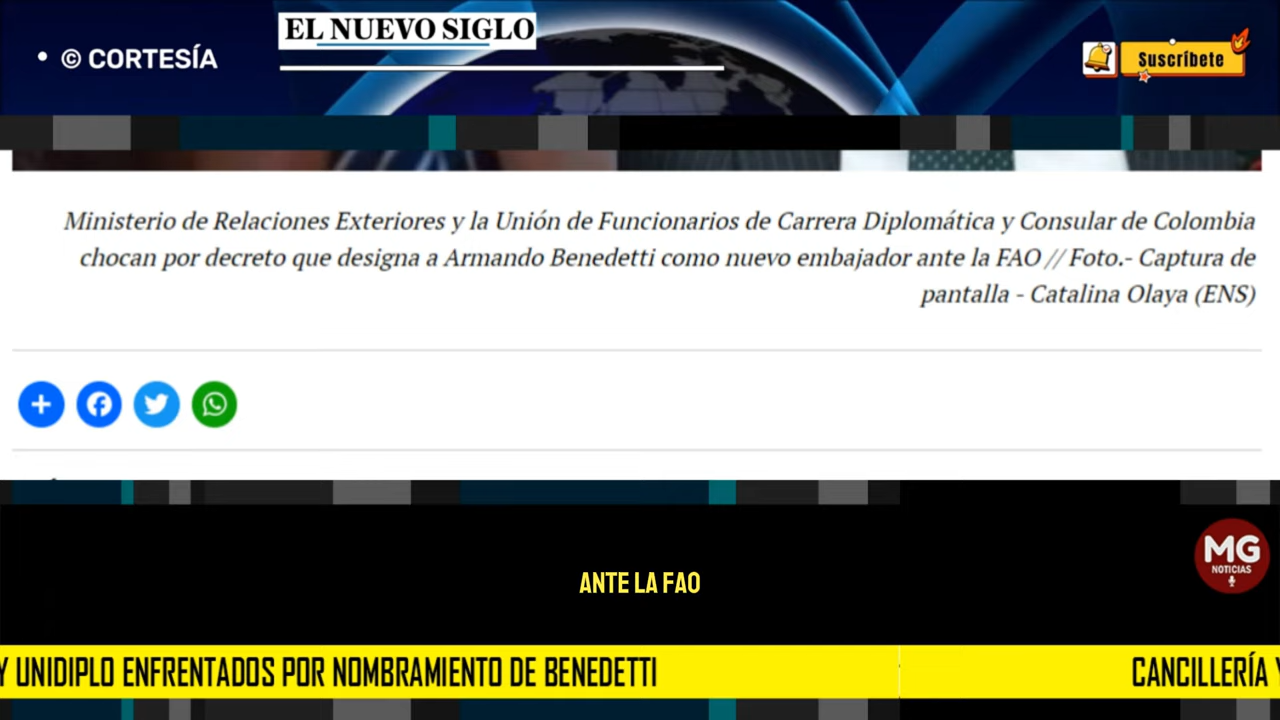 EL NUEVO SIGLO
• © CORTESÍA
Suscríbete
Ministerio de Relaciones Exteriores y la Unión de Funcionarios de Carrera Diplomática y Consular de Colombia
chocan por decreto que designa a Armando Benedetti como nuevo embajador ante la FAO // Foto.- Captura de
pantalla - Catalina Olaya (ENS)
MG
NOTICIAS
ANTE LA FAO
Y UNIDIPLO ENFRENTADOS POR NOMBRAMIENTO DE BENEDETTI
CANCILLERÍA Y